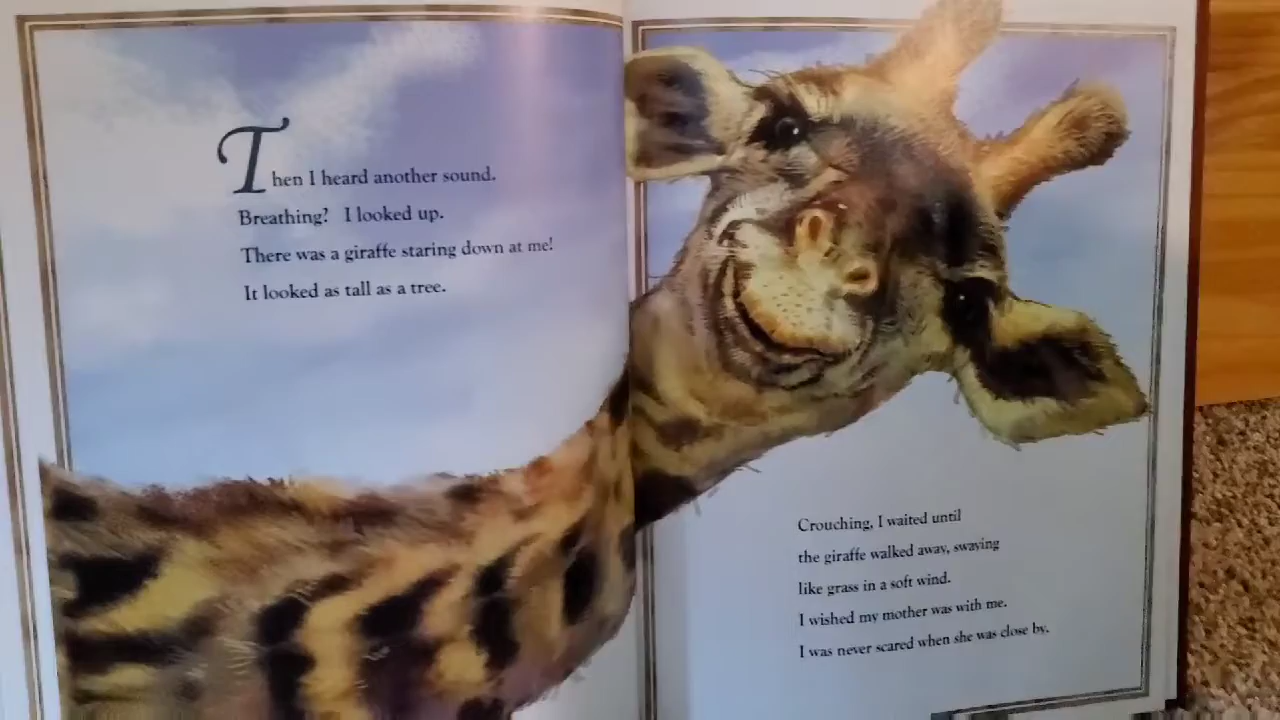 Then I heard another sound.
Breathing? I looked up.
There was a giraffe staring down at me!
It looked as tall as a tree.
Crouching, I waited until
the giraffe walked away, swaying
like grass in a soft wind.
I wished my mother was with me.
I was never scared when she was close by.